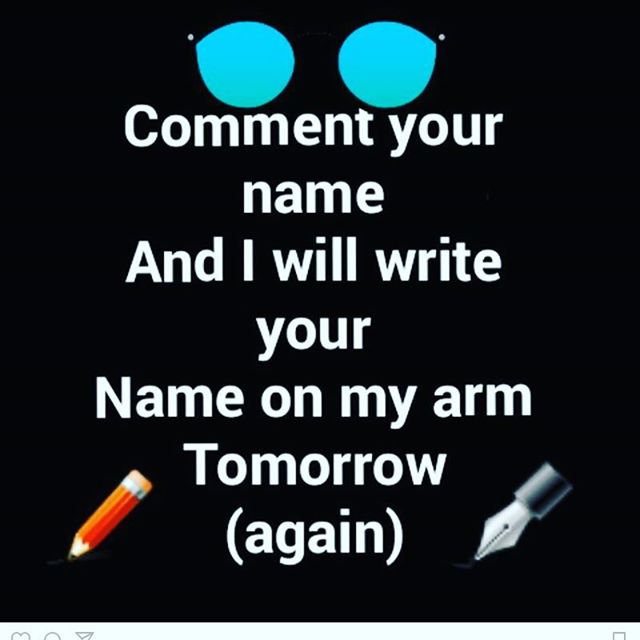 Comment your
name
And I will write
your
Name on my arm
Tomorrow
(again)